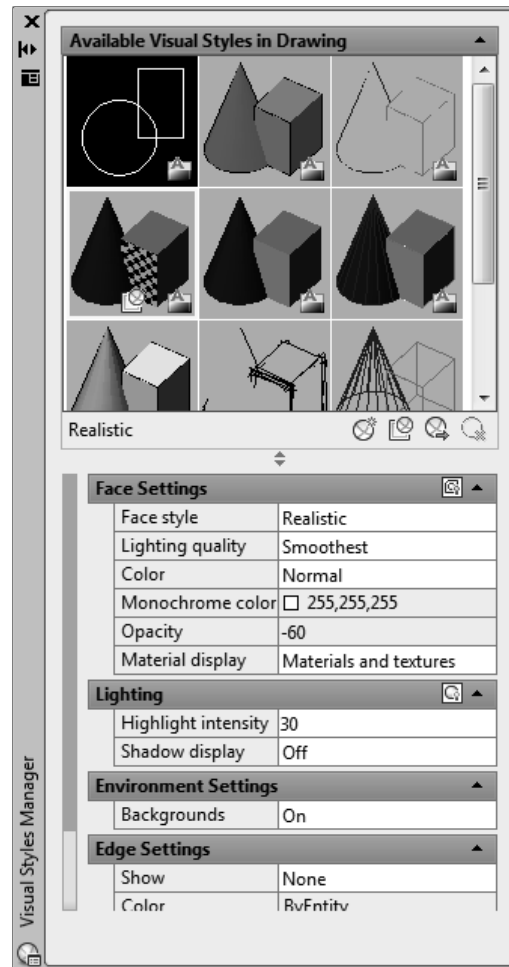 Available Visual Styles in Drawing
Realistic
Face Settings
Face style Realistic
Lighting quality Smoothest
Color Normal
Monochrome color 255,255,255
Opacity -60
Material display Materials and textures
Lighting
Highlight intensity 30
Shadow display Off
Environment Settings
Backgrounds On
Edge Settings
Show None
Color ByEntity
Visual Styles Manager